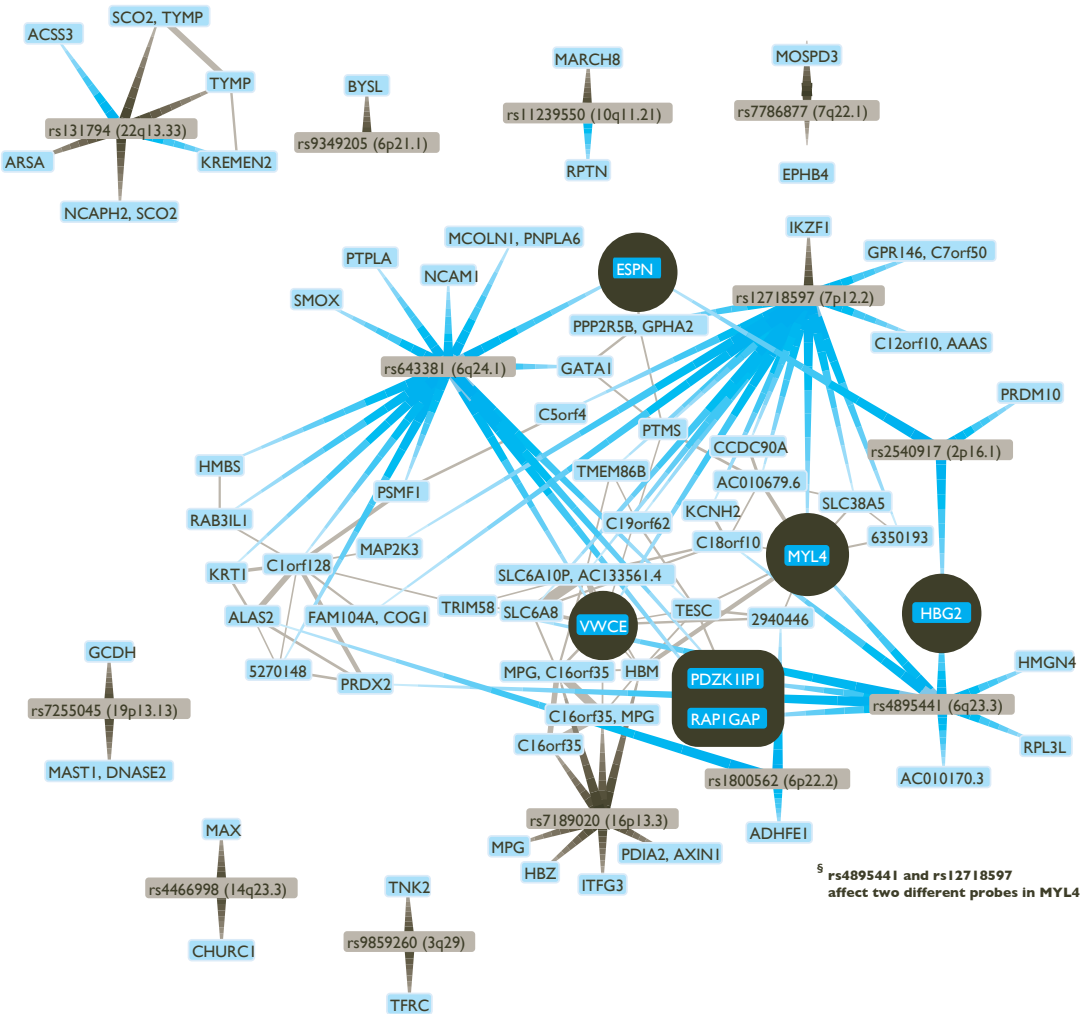 SCO2, TYMP
ACSS3
TYMP
rs131794 (22q13.33)
ARSA
KREMEN2
NCAPH2, SCO2
BYSL
rs9349205 (6p21.1)
MARCH8
rs11239550 (10q11.21)
RPTN
MOSPD3
rs7786877 (7q22.1)
EPHB4
IKZF1
GPR146, C7orf50
MCOLN1, PNPLA6
PTPLA
NCAM1
SMOX
ESPN
rs12718597 (7p12.2)
PPP2R5B, GPHA2
C12orf10, AAAS
rs643381 (6q24.1)
GATA1
PRDM10
C5orf4
PTMS
CCDC90A
rs2540917 (2p16.1)
HMBS
TMEM86B
AC010679.6
PSMF1
SLC38A5
KCNH2
RAB3IL1
C19orf62
6350193
C18orf10
MAP2K3
MYL4
C1orf128
KRT1
SLC6A10P, AC133561.4
TRIM58
SLC6A8
TESC
ALAS2
FAM104A, COG1
2940446
HBG2
VWCE
GCDH
5270148
PRDX2
MPG, C16orf35
HBM
PDZK1IP1
HMGN4
rs7255045 (19p13.13)
C16orf35, MPG
RAP1GAP
rs4895441 (6q23.3)
C16orf35
RPL3L
MAST1, DNASE2
rs1800562 (6p22.2)
AC010170.3
rs7189020 (16p13.3)
MAX
MPG
PDIA2, AXIN1
ADHFE1
HBZ
ITFG3
rs4466998 (14q23.3)
TNK2
§ rs4895441 and rs12718597
affect two different probes in MYL4
CHURC1
rs9859260 (3q29)
TFRC